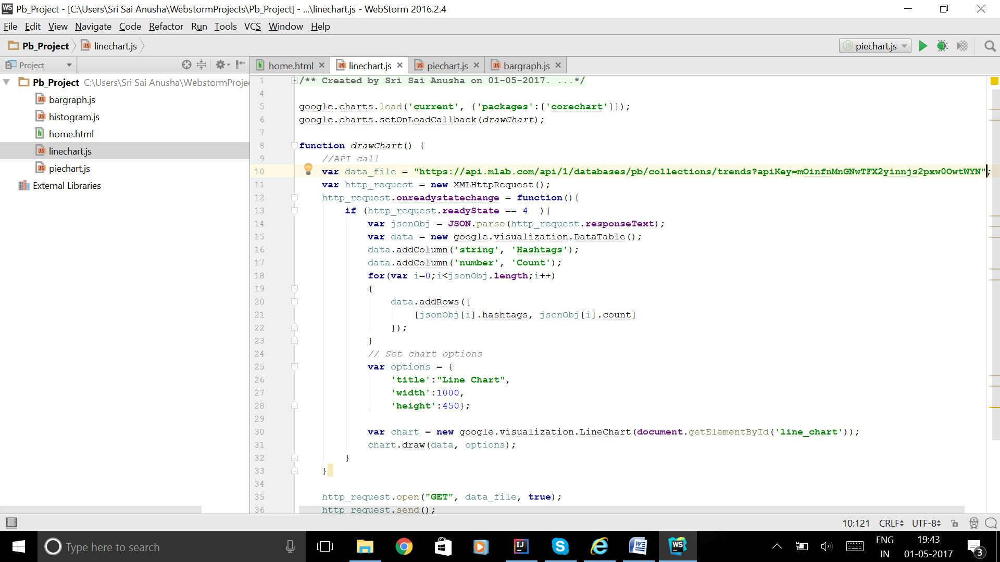 Pb_Project - [C:\Users\Sri Sai Anusha\WebstormProjects\Pb_Project] - ...\linechart.js - WebStorm 2016.2.4
File Edit View Navigate Code Refactor Run Tools VCS Window Help
Pb_Project linechart.js piechart.js
Project home.html linechart.js piechart.js bargraph.js
Pb_Project C:\Users\Sri Sai Anusha\WebstormProje
bargraph.js
histogram.js
home.html
linechart.js
piechart.js
External Libraries
1 /** Created by Sri Sai Anusha on 01-05-2017. ...*/
4
5 google.charts.load('current', {'packages':['corechart']});
6 google.charts.setOnLoadCallback(drawChart);
7
8 function drawChart() {
9 //API call
10 var data_file = "https://api.mlab.com/api/1/databases/pb/collections/trends?apiKey=mOinfnMnGNwTFX2yinnjs2pxw0OwtWYN";
11 var http_request = new XMLHttpRequest();
12 http_request.onreadystatechange = function(){
13 if (http_request.readyState == 4 ){
14 var jsonObj = JSON.parse(http_request.responseText);
15 var data = new google.visualization.DataTable();
16 data.addColumn('string', 'Hashtags');
17 data.addColumn('number', 'Count');
18 for(var i=0;i<jsonObj.length;i++)
19 {
20 data.addRows([
21 [jsonObj[i].hashtags, jsonObj[i].count]
22 ]);
23 }
24 // Set chart options
25 var options = {
26 'title':"Line Chart",
27 'width':1000,
28 'height':450};
29
30 var chart = new google.visualization.LineChart(document.getElementById('line_chart'));
31 chart.draw(data, options);
32 }
33 }
34
35 http_request.open("GET", data_file, true);
36 http_request.send();
10:121 CRLF UTF-8
Type here to search
ENG 19:43
IN 01-05-2017 3